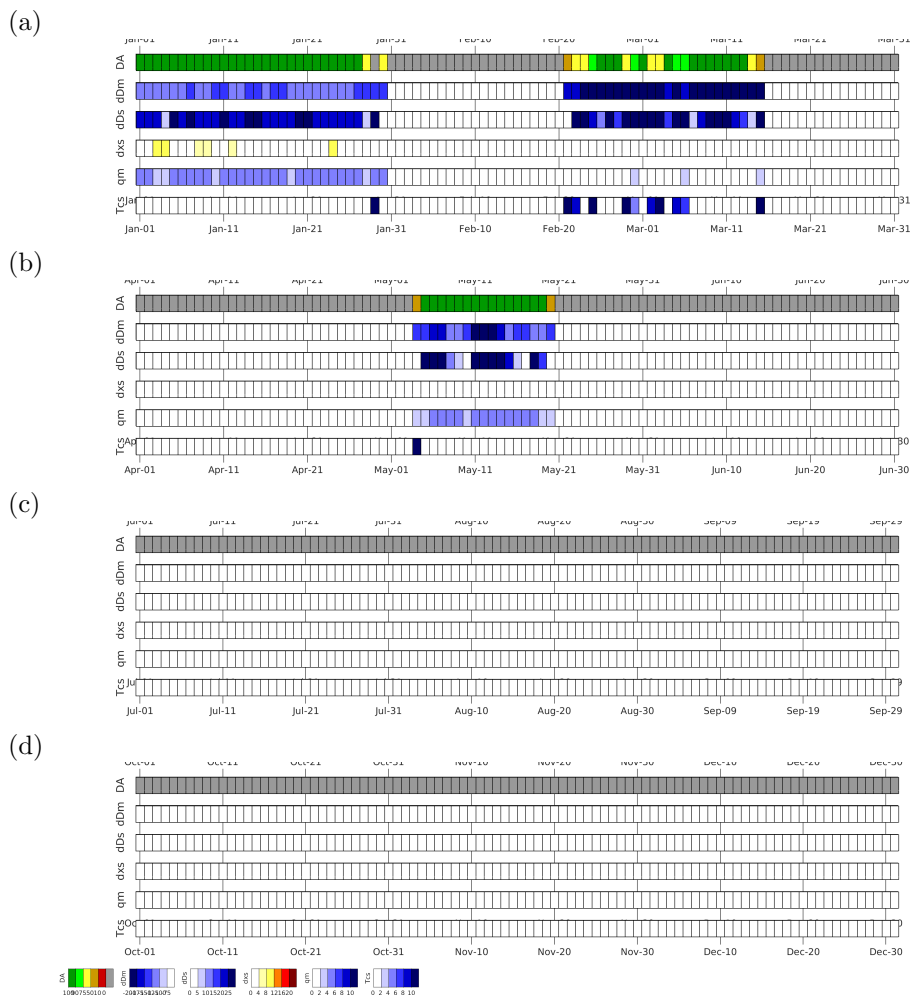 (a)
Jan-01 Jan-11 Jan-21 Jan-31 Feb-10 Feb-20 Mar-01 Mar-11 Mar-21 Mar-31
DA
dDm
dDs
dxs
qm
Tcs
Jan-01 Jan-11 Jan-21 Jan-31 Feb-10 Feb-20 Mar-01 Mar-11 Mar-21 Mar-31
(b)
Apr-01 Apr-11 Apr-21 May-01 May-11 May-21 May-31 Jun-10 Jun-20 Jun-30
DA
dDm
dDs
dxs
qm
Tcs
Apr-01 Apr-11 Apr-21 May-01 May-11 May-21 May-31 Jun-10 Jun-20 Jun-30
(c)
Jul-01 Jul-11 Jul-21 Jul-31 Aug-10 Aug-20 Aug-30 Sep-09 Sep-19 Sep-29
DA
dDm
dDs
dxs
qm
Tcs
Jul-01 Jul-11 Jul-21 Jul-31 Aug-10 Aug-20 Aug-30 Sep-09 Sep-19 Sep-29
(d)
Oct-01 Oct-11 Oct-21 Oct-31 Nov-10 Nov-20 Nov-30 Dec-10 Dec-20 Dec-30
DA
dDm
dDs
dxs
qm
Tcs
Oct-01 Oct-11 Oct-21 Oct-31 Nov-10 Nov-20 Nov-30 Dec-10 Dec-20 Dec-30
DA dDm dDs dxs qm Tcs
0 5 10 15 20 25 0 4 8 12 16 20 0 2 4 6 8 10 0 2 4 6 8 10